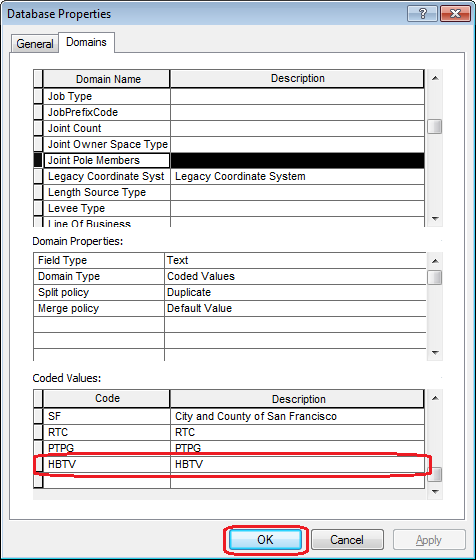 Database Properties
General Domains
Domain Name Description
Job Type
JobPrefixCode
Joint Count
Joint Owner Space Type
Joint Pole Members
Legacy Coordinate Syst Legacy Coordinate System
Length Source Type
Levee Type
Line Of Business
Domain Properties:
Field Type Text
Domain Type Coded Values
Split policy Duplicate
Merge policy Default Value
Coded Values:
Code Description
SF City and County of San Francisco
RTC RTC
PTPG PTPG
HBTV HBTV
OK Cancel Apply